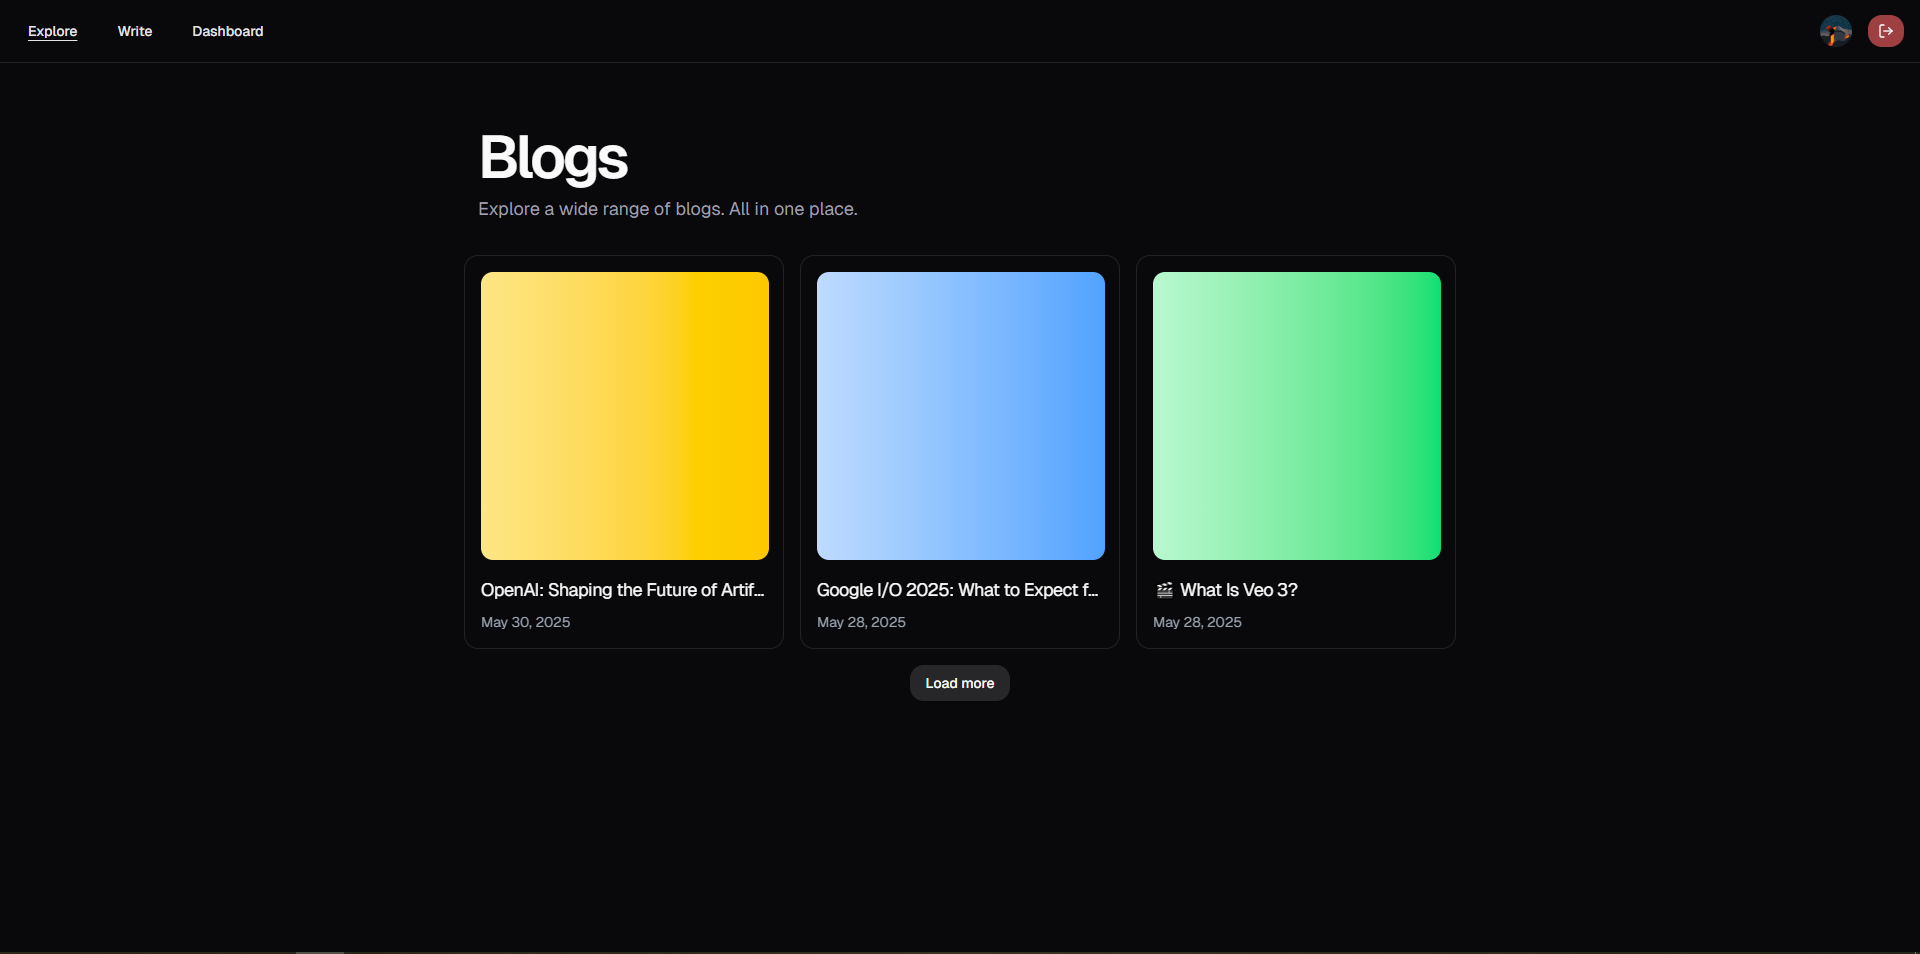 Explore Write Dashboard
Blogs
Explore a wide range of blogs. All in one place.
OpenAI: Shaping the Future of Artif...
May 30, 2025
Google I/O 2025: What to Expect f...
May 28, 2025
🎬 What Is Veo 3?
May 28, 2025
Load more